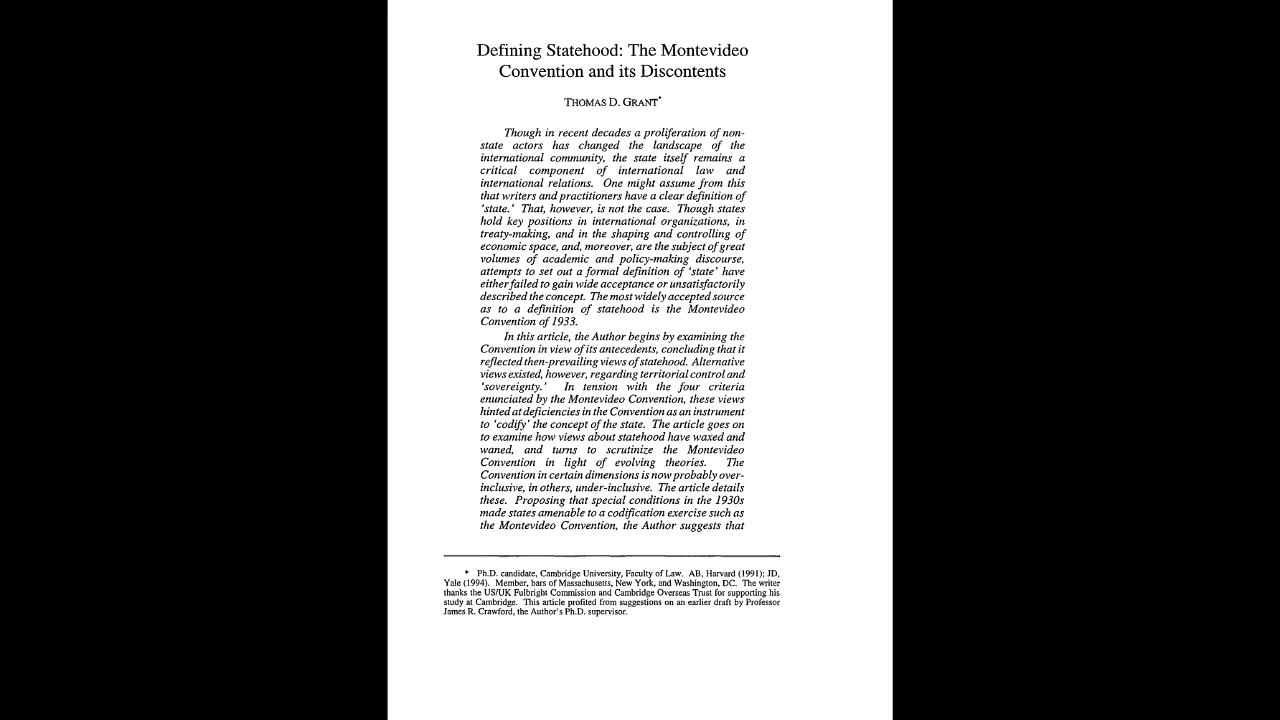 Defining Statehood: The Montevideo
Convention and its Discontents
THOMAS D. GRANT*
Though in recent decades a proliferation of non-
state actors has changed the landscape of the
international community, the state itself remains a
critical component of international law and
international relations. One might assume from this
that writers and practitioners have a clear definition of
'state.' That, however, is not the case. Though states
hold key positions in international organizations, in
treaty-making, and in the shaping and controlling of
economic space, and, moreover, are the subject of great
volumes of academic and policy-making discourse,
attempts to set out a formal definition of 'state' have
either failed to gain wide acceptance or unsatisfactorily
described the concept. The most widely accepted source
as to a definition of statehood is the Montevideo
Convention of 1933.
In this article, the Author begins by examining the
Convention in view of its antecedents, concluding that it
reflected then-prevailing views of statehood. Alternative
views existed, however, regarding territorial control and
'sovereignty.' In tension with the four criteria
enunciated by the Montevideo Convention, these views
hinted at deficiencies in the Convention as an instrument
to 'codify' the concept of the state. The article goes on
to examine how views about statehood have waxed and
waned, and turns to scrutinize the Montevideo
Convention in light of evolving theories. The
Convention in certain dimensions is now probably over-
inclusive, in others, under-inclusive. The article details
these. Proposing that special conditions in the 1930s
made states amenable to a codification exercise such as
the Montevideo Convention, the Author suggests that
* Ph.D. candidate, Cambridge University, Faculty of Law. AB, Harvard (1991); JD,
Yale (1994). Member, bars of Massachusetts, New York, and Washington, DC. The writer
thanks the US/UK Fulbright Commission and Cambridge Overseas Trust for supporting his
study at Cambridge. This article profited from suggestions on an earlier draft by Professor
James R. Crawford, the Author's Ph.D. supervisor.